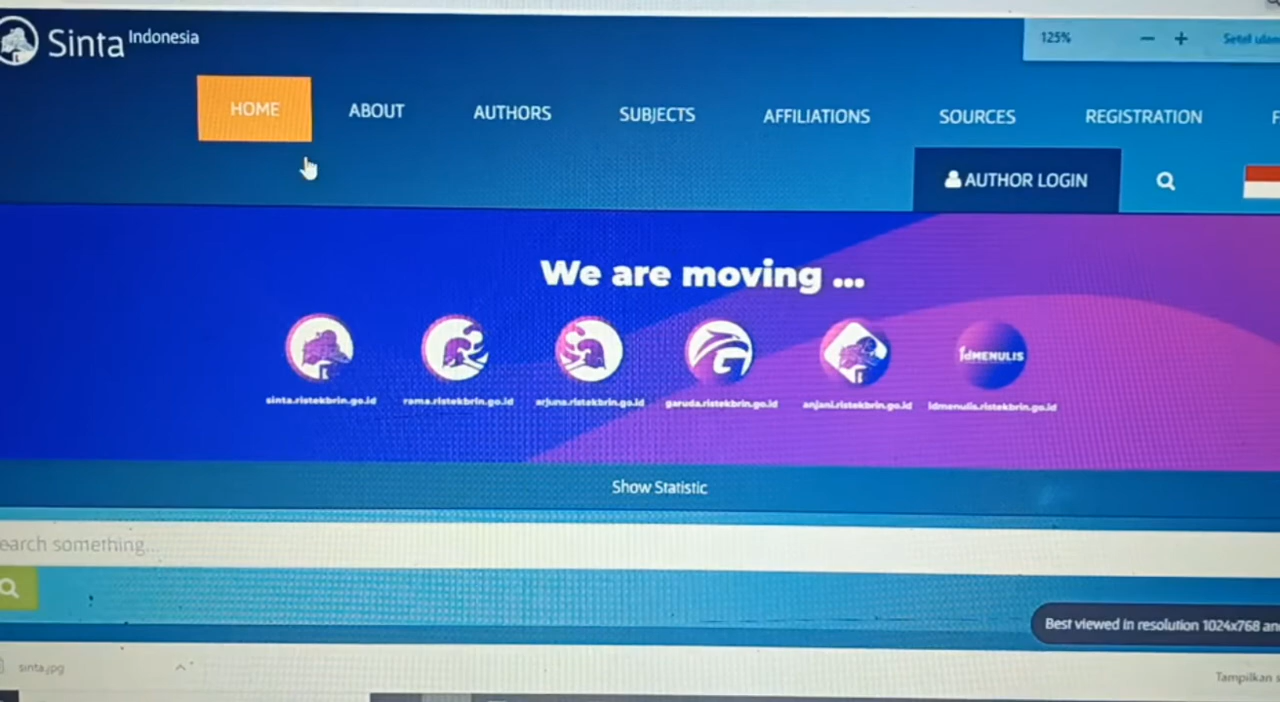 Sinta Indonesia
125% − +
HOME ABOUT AUTHORS SUBJECTS AFFILIATIONS SOURCES REGISTRATION F
AUTHOR LOGIN
We are moving ...
G
1dMENULIS
sinta.ristekbrin.go.id rama.ristekbrin.go.id arjuna.ristekbrin.go.id garuda.ristekbrin.go.id anjani.ristekbrin.go.id idmenulis.ristekbrin.go.id
Show Statistic
earch something...
Best viewed in resolution 1024x768 an
sinta.jpg
Tampilkan s